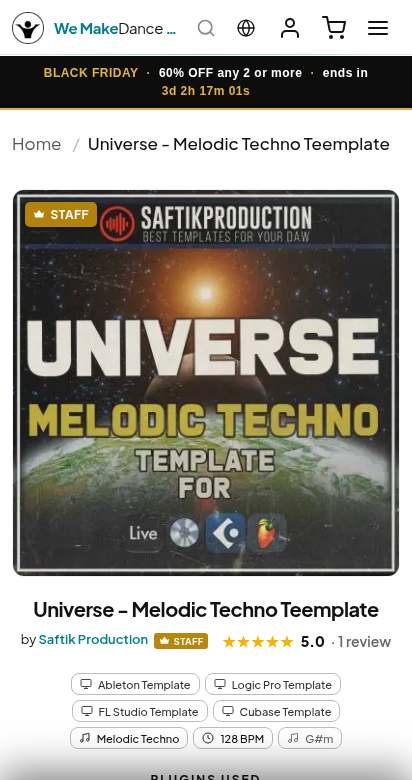 We MakeDance ...
BLACK FRIDAY · 60% OFF any 2 or more · ends in
3d 2h 17m 01s
Home / Universe - Melodic Techno Teemplate
STAFF
SAFTIKPRODUCTION
BEST TEMPLATES FOR YOUR DAW
UNIVERSE
MELODIC TECHNO
TEMPLATE
FOR
Live
Universe - Melodic Techno Teemplate
by Saftik Production STAFF ★★★★★ 5.0 · 1 review
Ableton Template Logic Pro Template
FL Studio Template Cubase Template
Melodic Techno 128 BPM G#m
PLUGINS USED